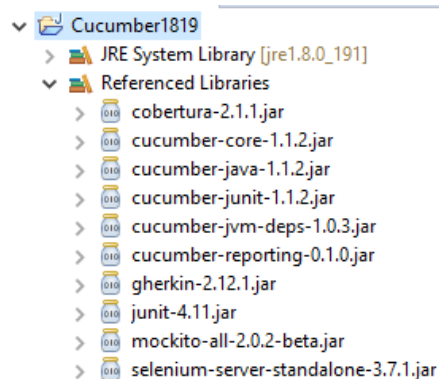 Cucumber1819
JRE System Library [jre1.8.0_191]
Referenced Libraries
cobertura-2.1.1.jar
cucumber-core-1.1.2.jar
cucumber-java-1.1.2.jar
cucumber-junit-1.1.2.jar
cucumber-jvm-deps-1.0.3.jar
cucumber-reporting-0.1.0.jar
gherkin-2.12.1.jar
junit-4.11.jar
mockito-all-2.0.2-beta.jar
selenium-server-standalone-3.7.1.jar